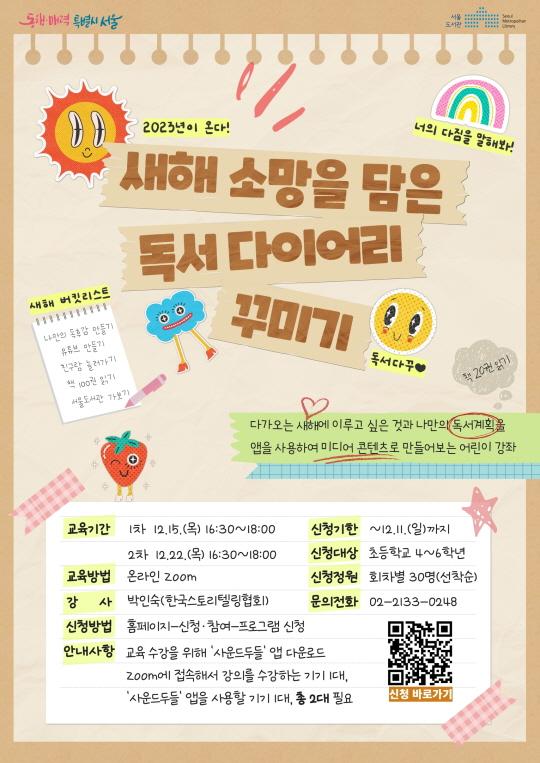 동행·매력 특별시 서울
서울
도서관
Seoul
Metropolitan
Library
2023년이 온다!
너의 다짐을 말해봐!
새해 소망을 담은
독서 다이어리
꾸미기
새해 버킷리스트
나만의 독후감 만들기
유튜브 만들기
친구랑 놀러가기
책 100권 읽기
서울도서관 가보기
독서다꾸
책 20권 읽기
다가오는 새해에 이루고 싶은 것과 나만의 독서계획을
앱을 사용하여 미디어 콘텐츠로 만들어보는 어린이 강좌
교육기간 1차 12.15.(목) 16:30~18:00
2차 12.22.(목) 16:30~18:00
교육방법 온라인 Zoom
강 사 박인숙(한국스토리텔링협회)
신청기한 ~12.11.(일)까지
신청대상 초등학교 4~6학년
신청정원 회차별 30명(선착순)
문의전화 02-2133-0248
신청방법 홈페이지-신청·참여-프로그램 신청
안내사항 교육 수강을 위해 '사운드두들' 앱 다운로드
Zoom에 접속해서 강의를 수강하는 기기 1대,
'사운드두들' 앱을 사용할 기기 1대, 총 2대 필요
신청 바로가기